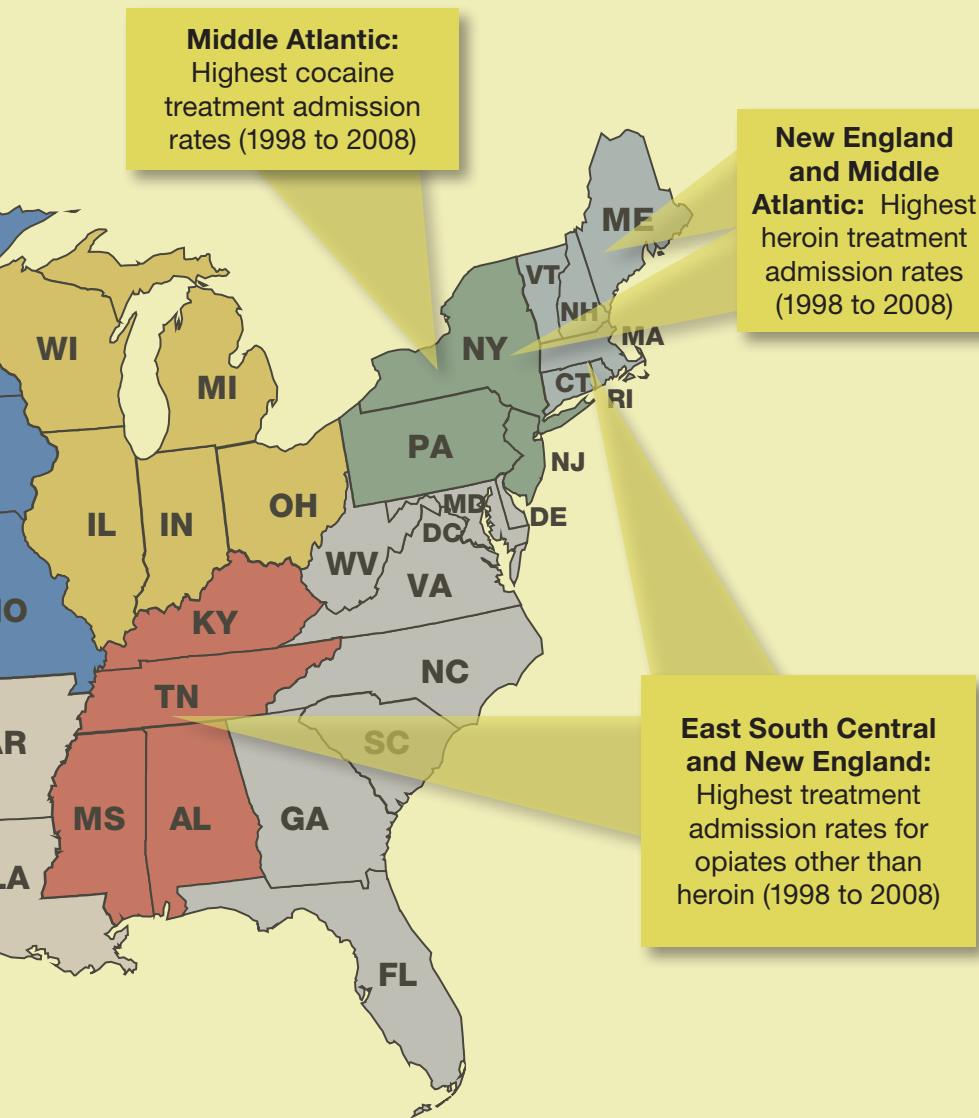 Middle Atlantic:
Highest cocaine
treatment admission
rates (1998 to 2008)
New England
and Middle
Atlantic: Highest
heroin treatment
admission rates
(1998 to 2008)
ME
VT
NH
MA
NY
CT
RI
WI
MI
PA
NJ
OH
MD
DE
IL
IN
DC
WV
VA
KY
NC
TN
SC
MS
AL
GA
LA
FL
East South Central
and New England:
Highest treatment
admission rates for
opiates other than
heroin (1998 to 2008)